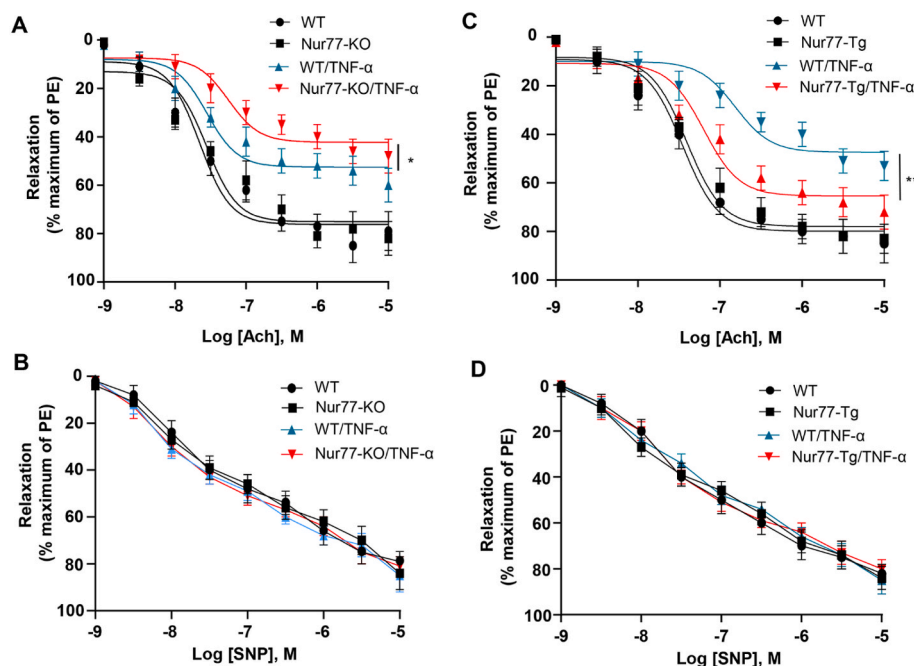 A
WT
Nur77-KO
WT/TNF-α
Nur77-KO/TNF-α
Relaxation
(% maximum of PE)
0
20
40
60
80
100
*
-9
-8
-7
-6
-5
Log [Ach], M
C
WT
Nur77-Tg
WT/TNF-α
Nur77-Tg/TNF-α
Relaxation
(% maximum of PE)
0
20
40
60
80
100
**
-9
-8
-7
-6
-5
Log [Ach], M
B
WT
Nur77-KO
WT/TNF-α
Nur77-KO/TNF-α
Relaxation
(% maximum of PE)
0
20
40
60
80
100
-9
-8
-7
-6
-5
Log [SNP], M
D
WT
Nur77-Tg
WT/TNF-α
Nur77-Tg/TNF-α
Relaxation
(% maximum of PE)
0
20
40
60
80
100
-9
-8
-7
-6
-5
Log [SNP], M